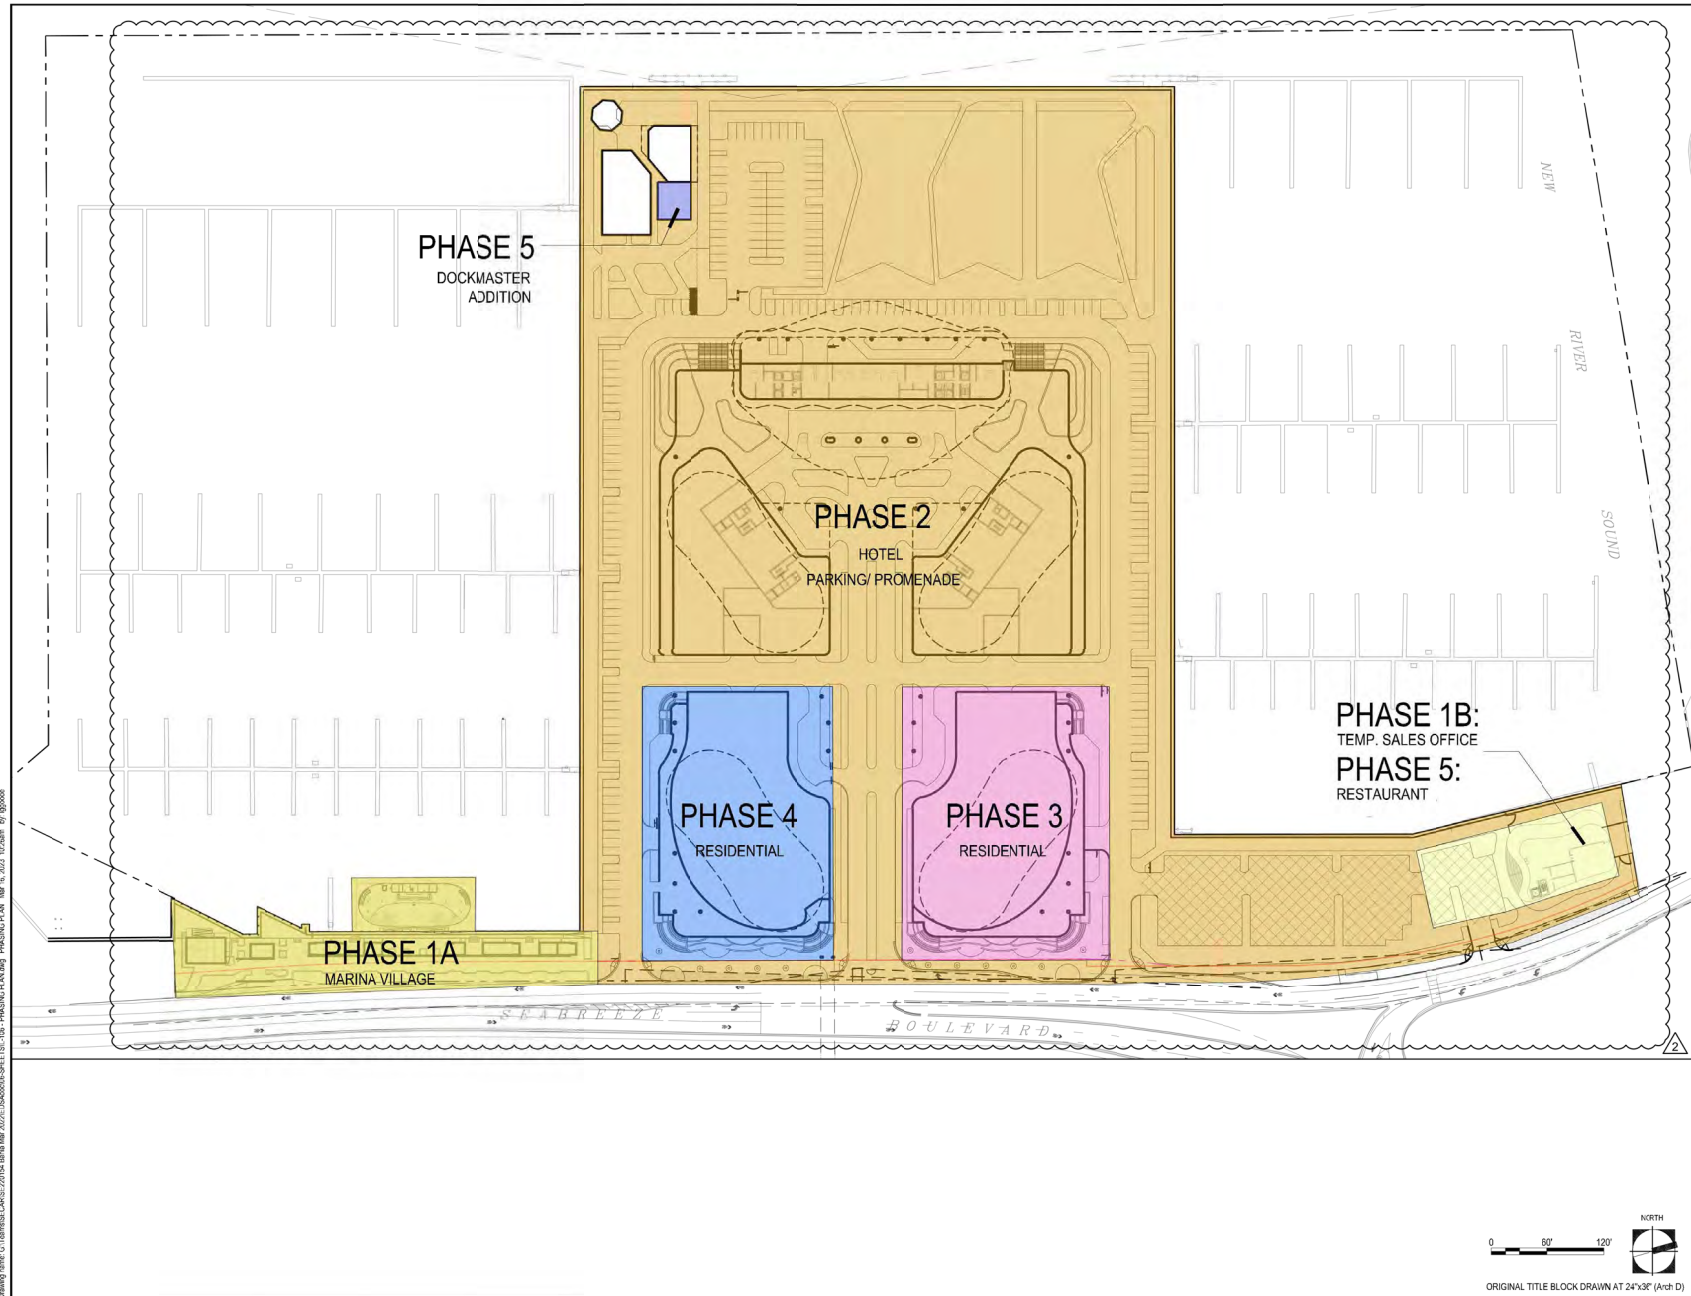 NEW
RIVER
SOUND
PHASE 5
DOCKMASTER
ADDITION
PHASE 2
HOTEL
PARKING/ PROMENADE
PHASE 1B:
TEMP. SALES OFFICE
PHASE 5:
RESTAURANT
PHASE 4
RESIDENTIAL
PHASE 3
RESIDENTIAL
PHASE 1A
MARINA VILLAGE
SEABREEZE
BOULEVARD
2
NORTH
0 60' 120'
ORIGINAL TITLE BLOCK DRAWN AT 24"x36" (Arch D)